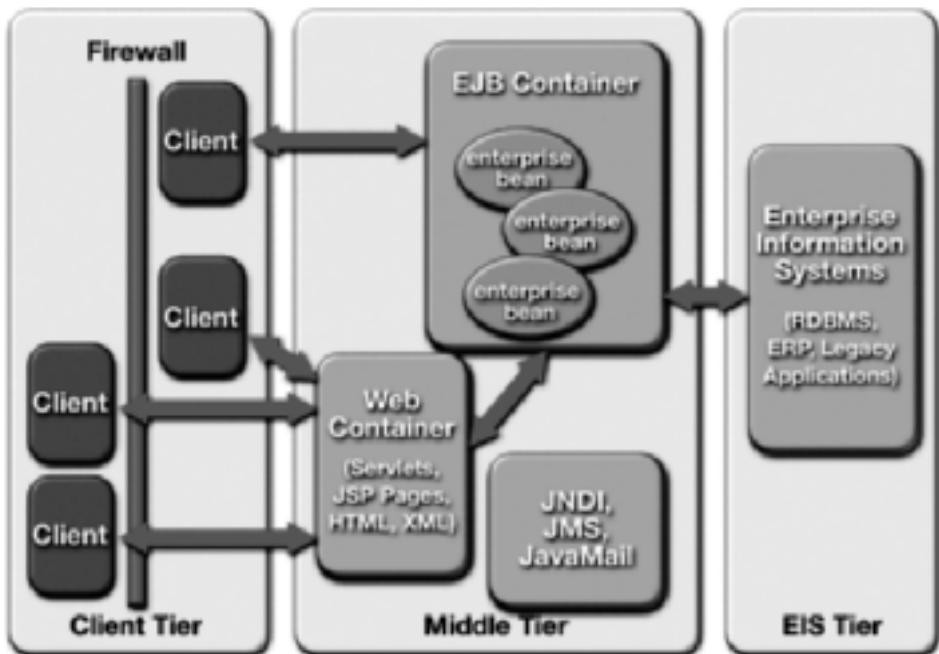 Firewall
Client
Client
Client
Client
Client Tier
EJB Container
enterprise
bean
enterprise
bean
enterprise
bean
Web
Container
(Servlets,
JSP Pages,
HTML, XML)
JNDI,
JMS,
JavaMail
Middle Tier
Enterprise
Information
Systems
(RDBMS,
ERP, Legacy
Applications)
EIS Tier